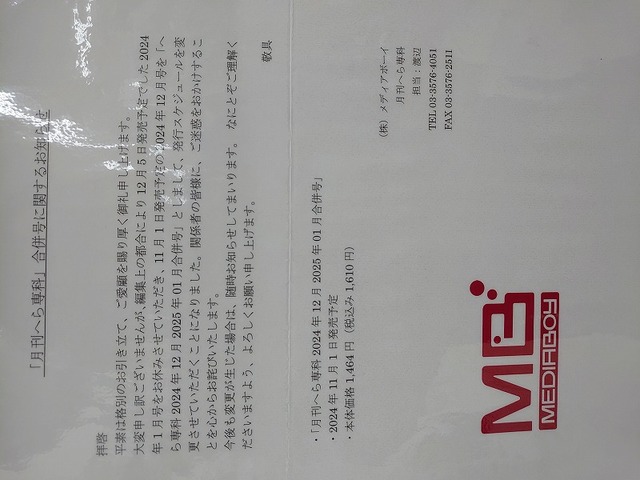 「月刊へら専科」合併号に関するお知らせ
拝啓
平素は格別のお引き立て、ご愛顧を賜り厚く御礼申し上げます。
大変申し訳ございませんが、編集上の都合により12月5日発売予定でした2024
年1月号をお休みさせていただき、11月1日発売予定の2024年12月号を「へ
ら専科2024年12月 2025年01月合併号」としまして、発行スケジュールを変
更させていただくことになりました。関係者の皆様に、ご迷惑をおかけするこ
とを心からお詫びいたします。
今後も変更が生じた場合は、随時お知らせしてまいります。 なにとぞご理解く
ださいますよう、よろしくお願い申し上げます。
敬具
・「月刊へら専科2024年12月 2025年01月合併号」
・2024年11月1日発売予定
・本体価格1,464円（税込み1,610円）
（株）メディアボーイ
月刊へら専科
担当：渡辺
TEL 03-3576-4051
FAX 03-3576-2511
MB
MEDIABOY